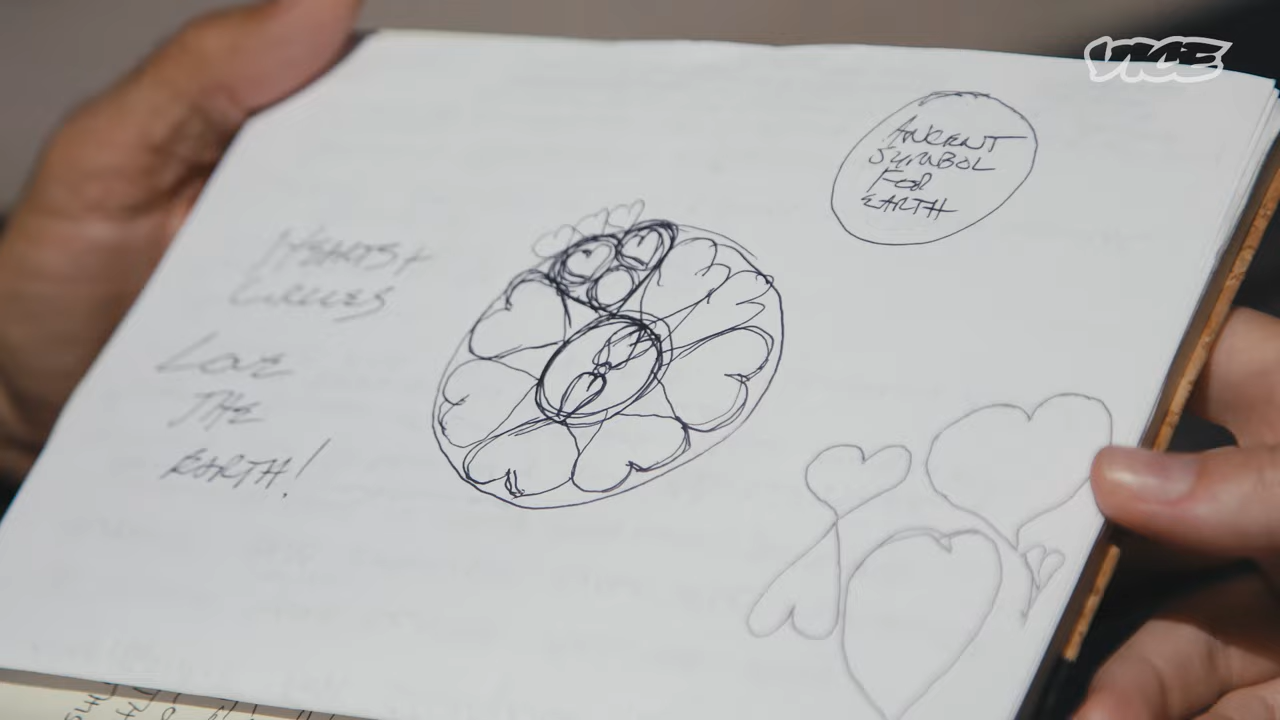 VICE
ANCIENT
SYMBOL
FOR
EARTH
HEARTS +
CIRCLES
LOVE
THE
EARTH!